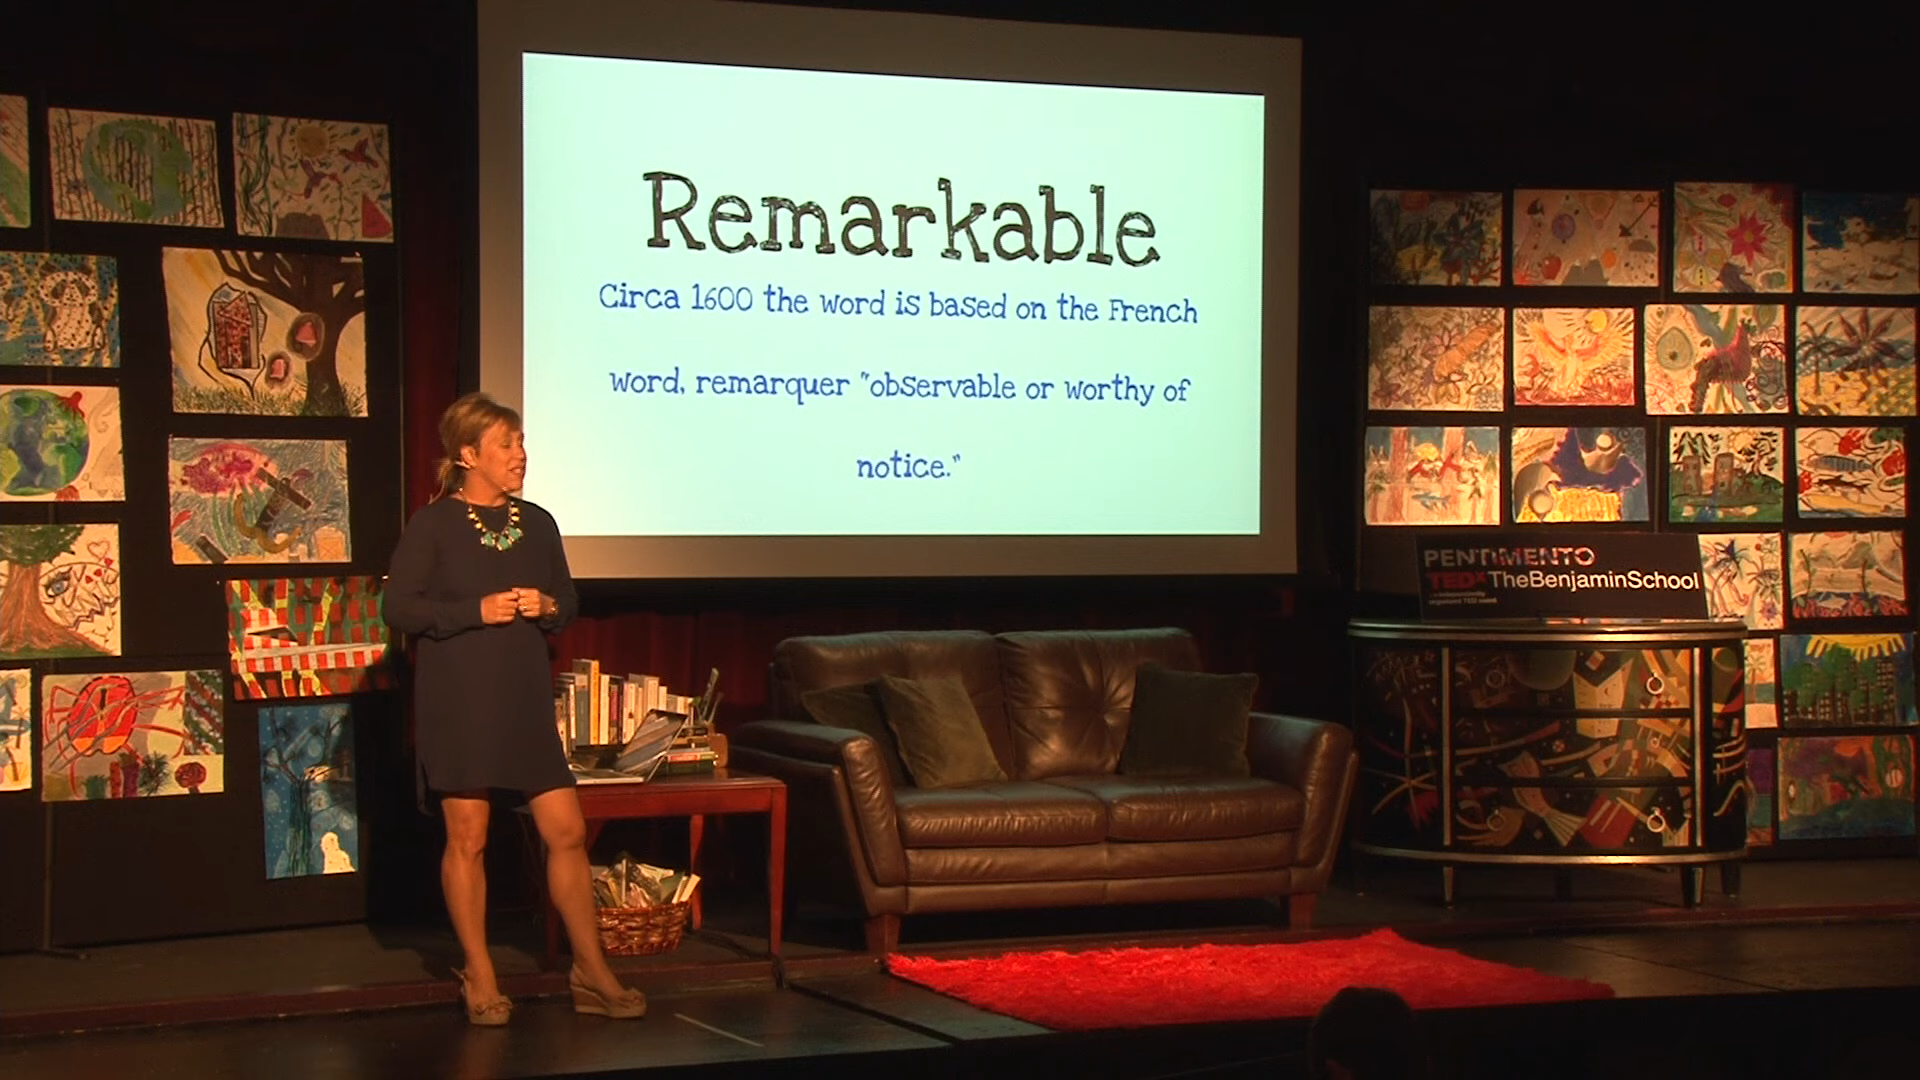 Remarkable
Circa 1600 the word is based on the French
word, remarquer "observable or worthy of
notice."
PENTIMENTO
TEDx TheBenjaminSchool